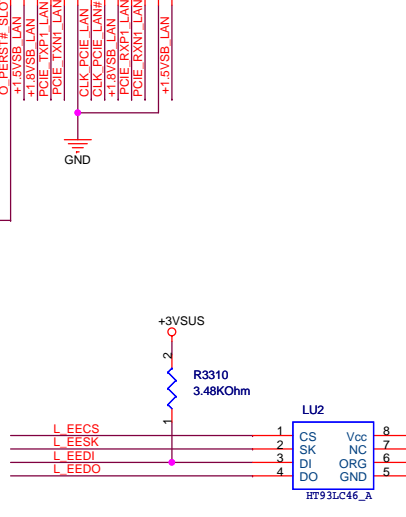 O_PERST#_SLO
+1.5VSB_LAN
+1.8VSB_LAN
PCIE_TXP1_LAN
PCIE_TXN1_LAN
CLK_PCIE_LAN
CLK_PCIE_LAN#
+1.8VSB_LAN
PCIE_RXP1_LAN
PCIE_RXN1_LAN
+1.5VSB_LAN
GND
+3VSUS
2
R3310
3.48KOhm
1
LU2
L_EECS
L_EESK
L_EEDI
L_EEDO
1 CS Vcc 8
2 SK NC 7
3 DI ORG 6
4 DO GND 5
HT93LC46_A